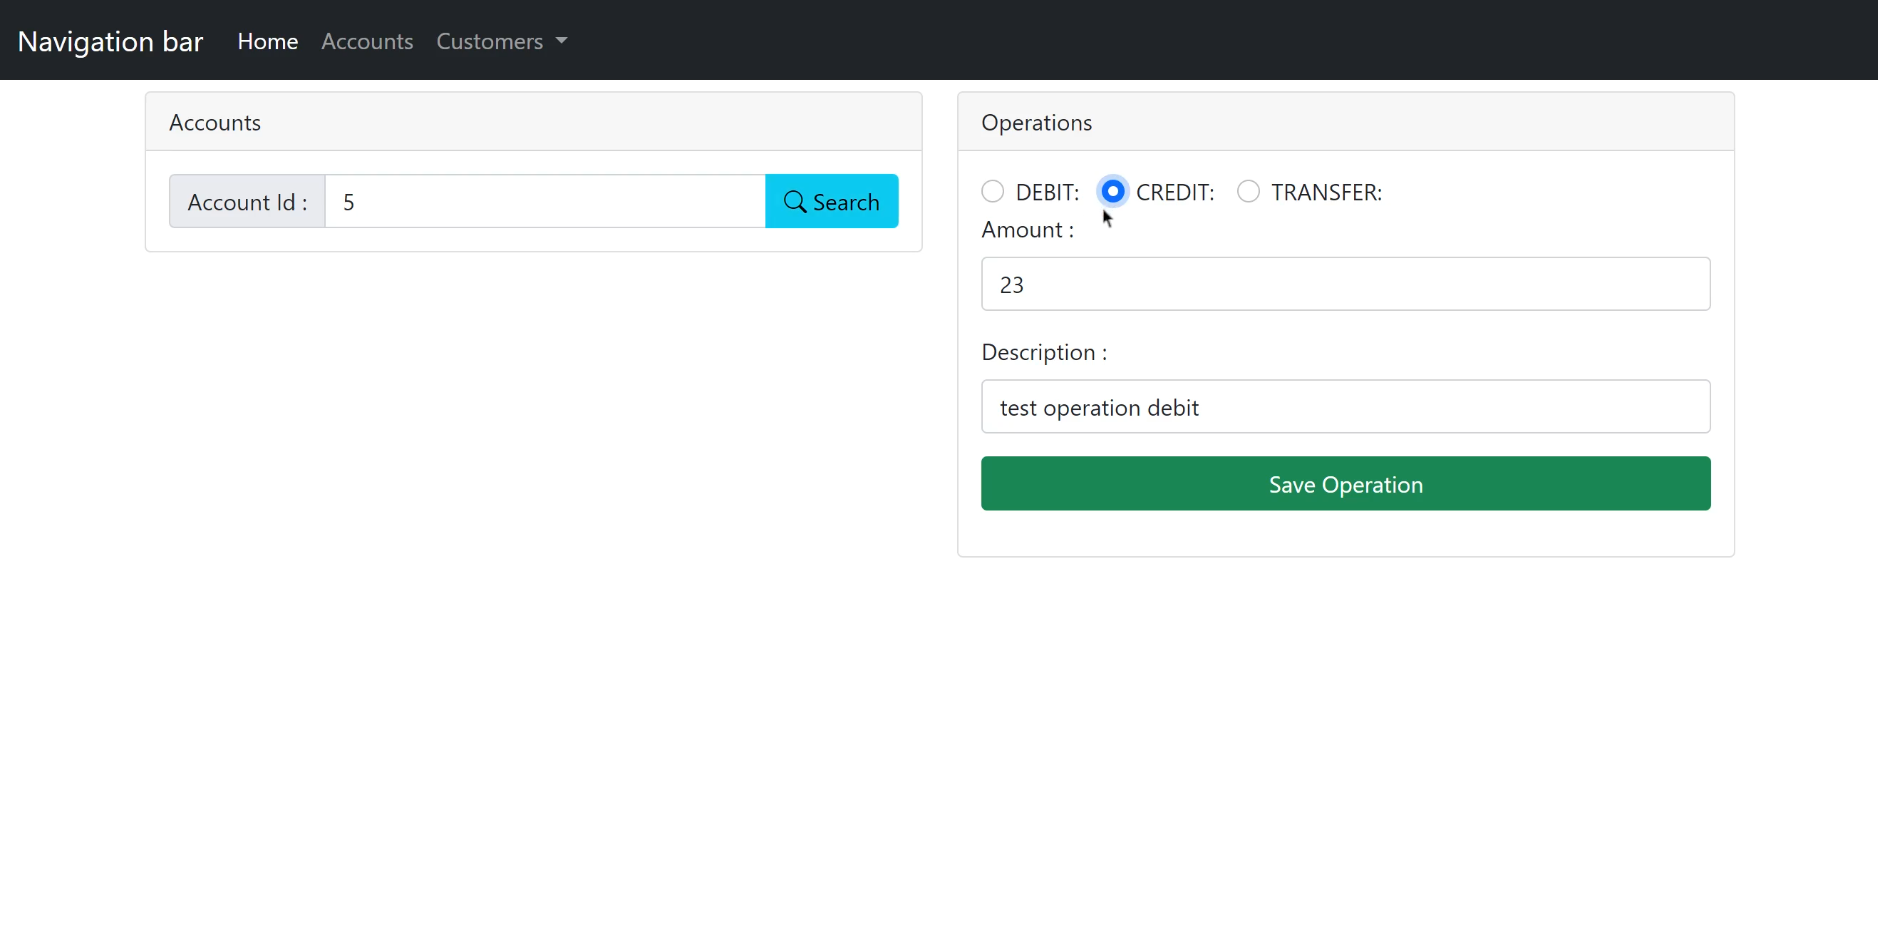 Navigation bar Home Accounts Customers
Accounts
Account Id : 5 Search
Operations
DEBIT: CREDIT: TRANSFER:
Amount :
23
Description :
test operation debit
Save Operation